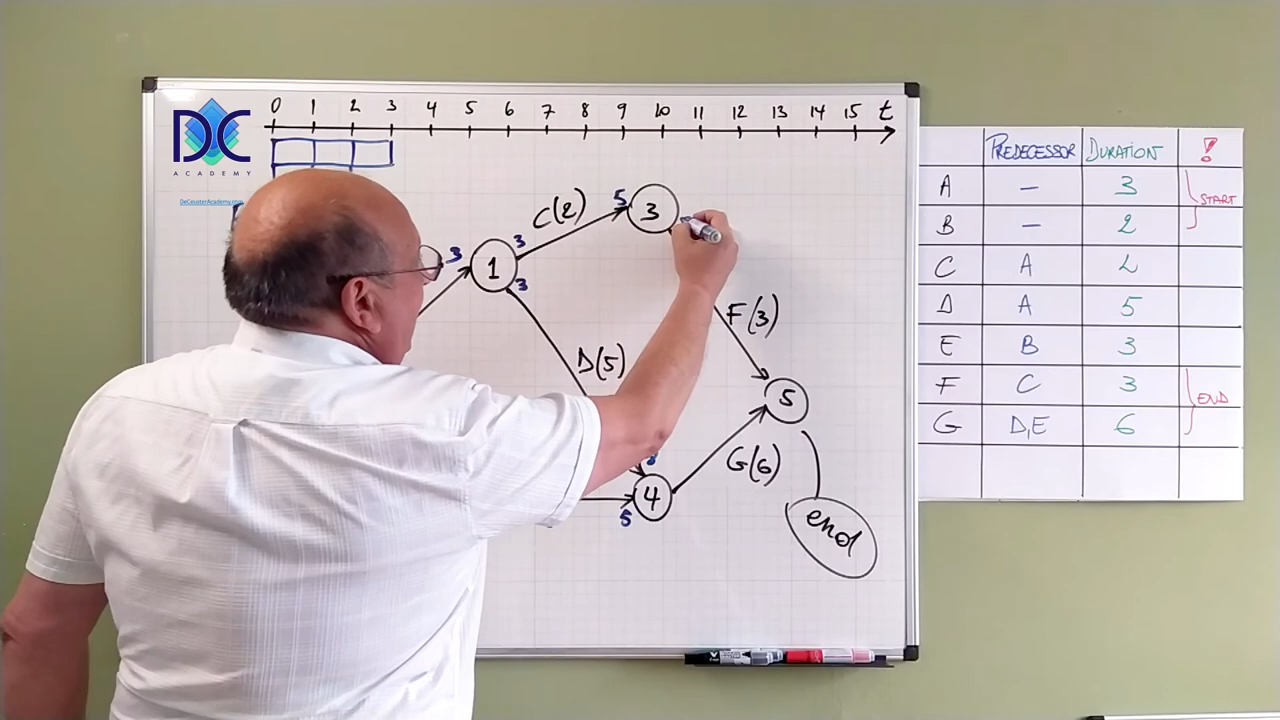 0 1 2 3 4 5 6 7 8 9 10 11 12 13 14 15 t
DC
ACADEMY
DeCeusterAcademy.com
PREDECESSOR DURATION !
A - 3
START
B - 2
C A 2
D A 5
E B 3
F C 3
END
G D,E 6
C(2)
5
3
3
3
1
3
F(3)
D(5)
5
G(6)
4
5
end